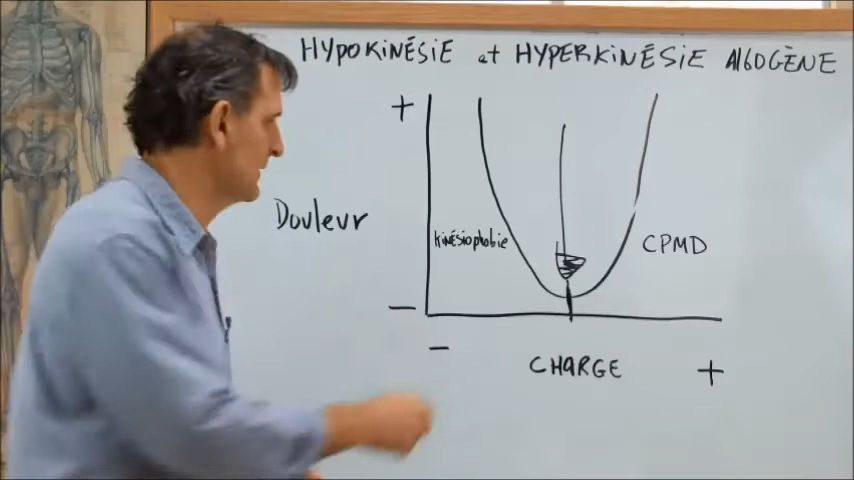 HYPOKINÉSIE et HYPERKINÉSIE ALGOGÈNE
+
Douleur
kinésiophobie
CPMD
−
−
CHARGE
+